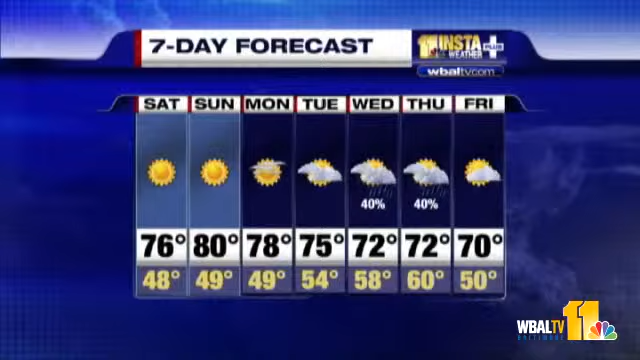 7-DAY FORECAST
11 INSTA
WEATHER PLUS
wbaltv.com
SAT SUN MON TUE WED THU FRI
40% 40%
76° 80° 78° 75° 72° 72° 70°
48° 49° 49° 54° 58° 60° 50°
WBALTV 11
BALTIMORE